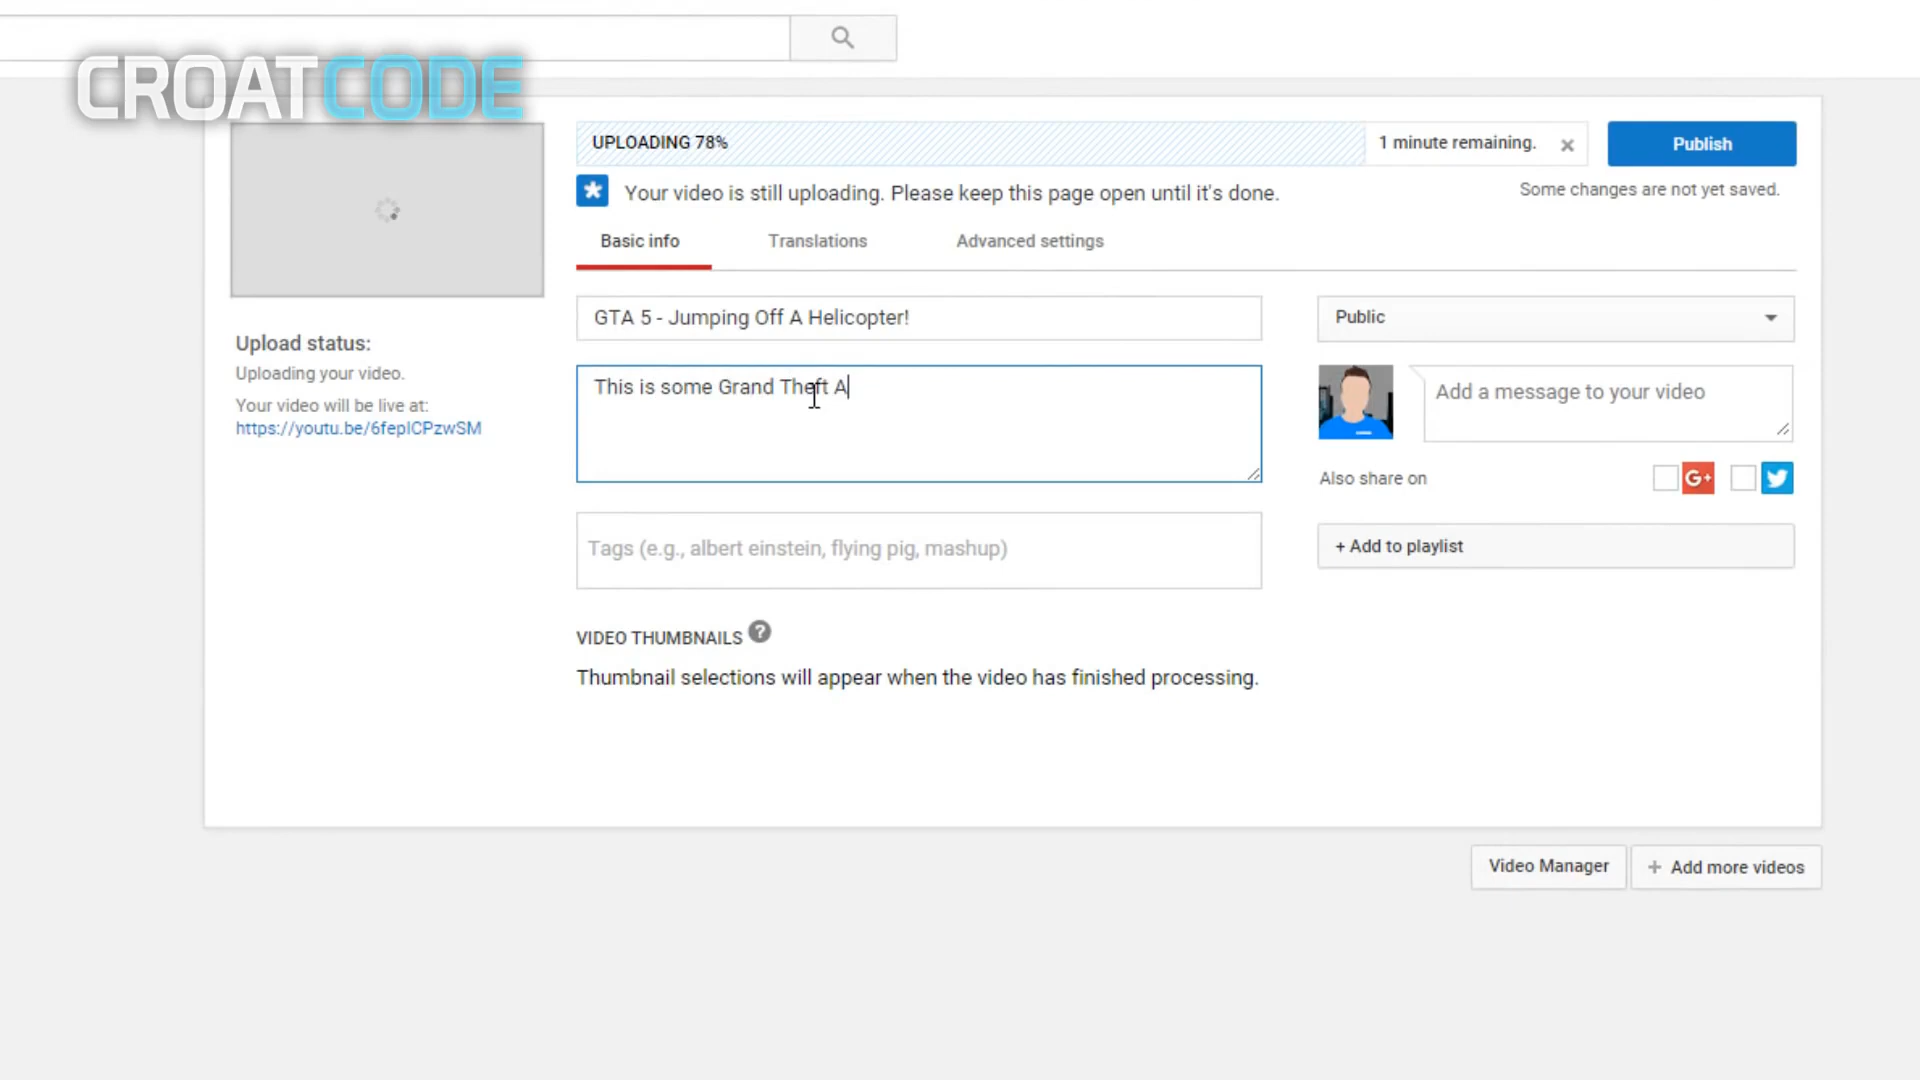 CROATCODE
UPLOADING 78%
1 minute remaining.
Publish
Your video is still uploading. Please keep this page open until it's done.
Some changes are not yet saved.
Basic info
Translations
Advanced settings
GTA 5 - Jumping Off A Helicopter!
Public
Upload status:
Uploading your video.
Your video will be live at:
https://youtu.be/6fepICPzwSM
This is some Grand Theft A
Add a message to your video
Also share on
G+
+ Add to playlist
Tags (e.g., albert einstein, flying pig, mashup)
VIDEO THUMBNAILS ?
Thumbnail selections will appear when the video has finished processing.
Video Manager
+ Add more videos